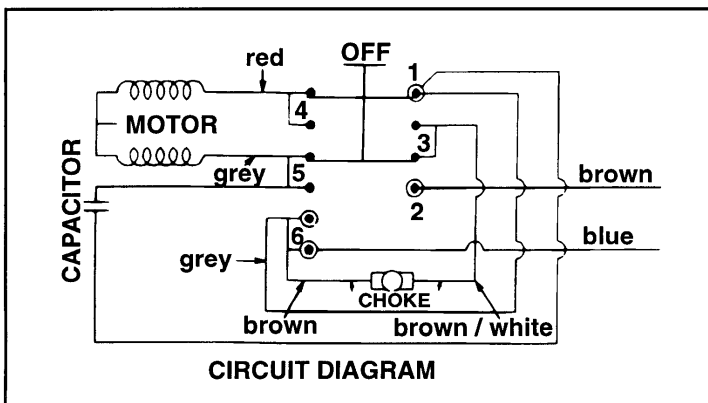 OFF
red
1
4
MOTOR
3
grey
5
brown
2
CAPACITOR
6
blue
grey
CHOKE
brown
brown / white
CIRCUIT DIAGRAM